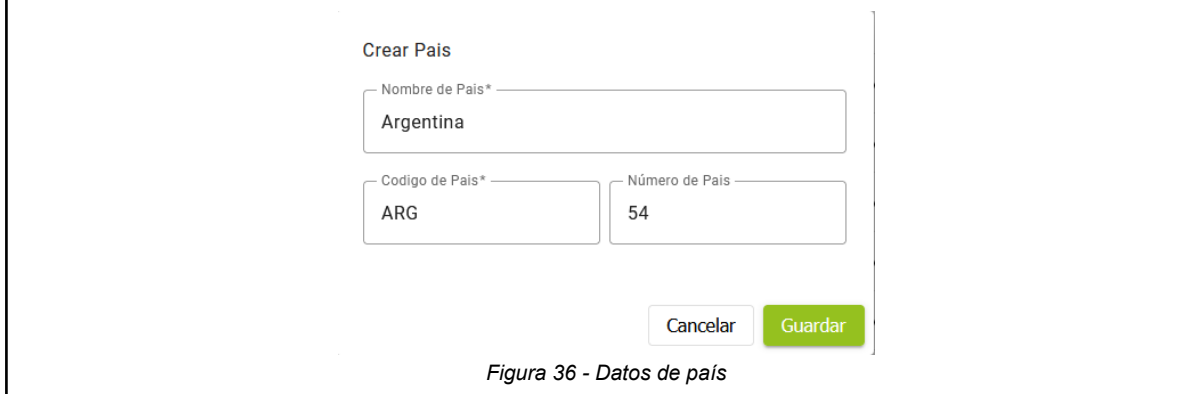 Crear Pais
Nombre de Pais*
Argentina
Codigo de Pais* Número de Pais
ARG 54
Cancelar Guardar
Figura 36 - Datos de país